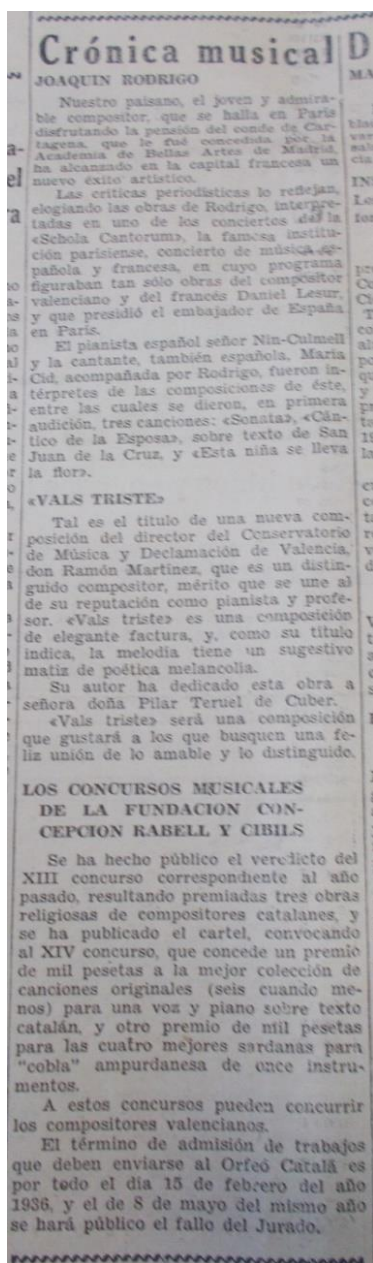 Crónica musical
JOAQUIN RODRIGO
Nuestro paisano, el joven y admira-
ble compositor, que se halla en París
disfrutando la pensión del conde de Car-
tagena, que le fué concedida por la
Academia de Bellas Artes de Madrid,
ha alcanzado en la capital francesa un
nuevo éxito artístico.
Las críticas periodísticas lo reflejan,
elogiando las obras de Rodrigo, interpre-
tadas en uno de los conciertos de la
«Schola Cantorum», la famosa institu-
ción parisiense, concierto de música es-
pañola y francesa, en cuyo programa
figuraban tan sólo obras del compositor
valenciano y del francés Daniel Lesur,
y que presidió el embajador de España
en París.
El pianista español señor Nin-Culmell
y la cantante, también española, María
Cid, acompañada por Rodrigo, fueron in-
térpretes de las composiciones de éste,
entre las cuales se dieron, en primera
audición, tres canciones: «Sonata», «Cán-
tico de la Esposa», sobre texto de San
Juan de la Cruz, y «Esta niña se lleva
la flor».
«VALS TRISTE»
Tal es el título de una nueva com-
posición del director del Conservatorio
de Música y Declamación de Valencia,
don Ramón Martínez, que es un distin-
guido compositor, mérito que se une al
de su reputación como pianista y profe-
sor. «Vals triste» es una composición
de elegante factura, y, como su título
indica, la melodía tiene un sugestivo
matiz de poética melancolía.
Su autor ha dedicado esta obra a
señora doña Pilar Teruel de Cuber.
«Vals triste» será una composición
que gustará a los que busquen una fe-
liz unión de lo amable y lo distinguido.
LOS CONCURSOS MUSICALES
DE LA FUNDACION CON-
CEPCION RABELL Y CIBILS
Se ha hecho público el veredicto del
XIII concurso correspondiente al año
pasado, resultando premiadas tres obras
religiosas de compositores catalanes, y
se ha publicado el cartel, convocando
al XIV concurso, que concede un premio
de mil pesetas a la mejor colección de
canciones originales (seis cuando me-
nos) para una voz y piano sobre texto
catalán, y otro premio de mil pesetas
para las cuatro mejores sardanas para
"cobla" ampurdanesa de once instru-
mentos.
A estos concursos pueden concurrir
los compositores valencianos.
El término de admisión de trabajos
que deben enviarse al Orfeó Catalá es
por todo el día 15 de febrero del año
1936, y el de 8 de mayo del mismo año
se hará público el fallo del Jurado.